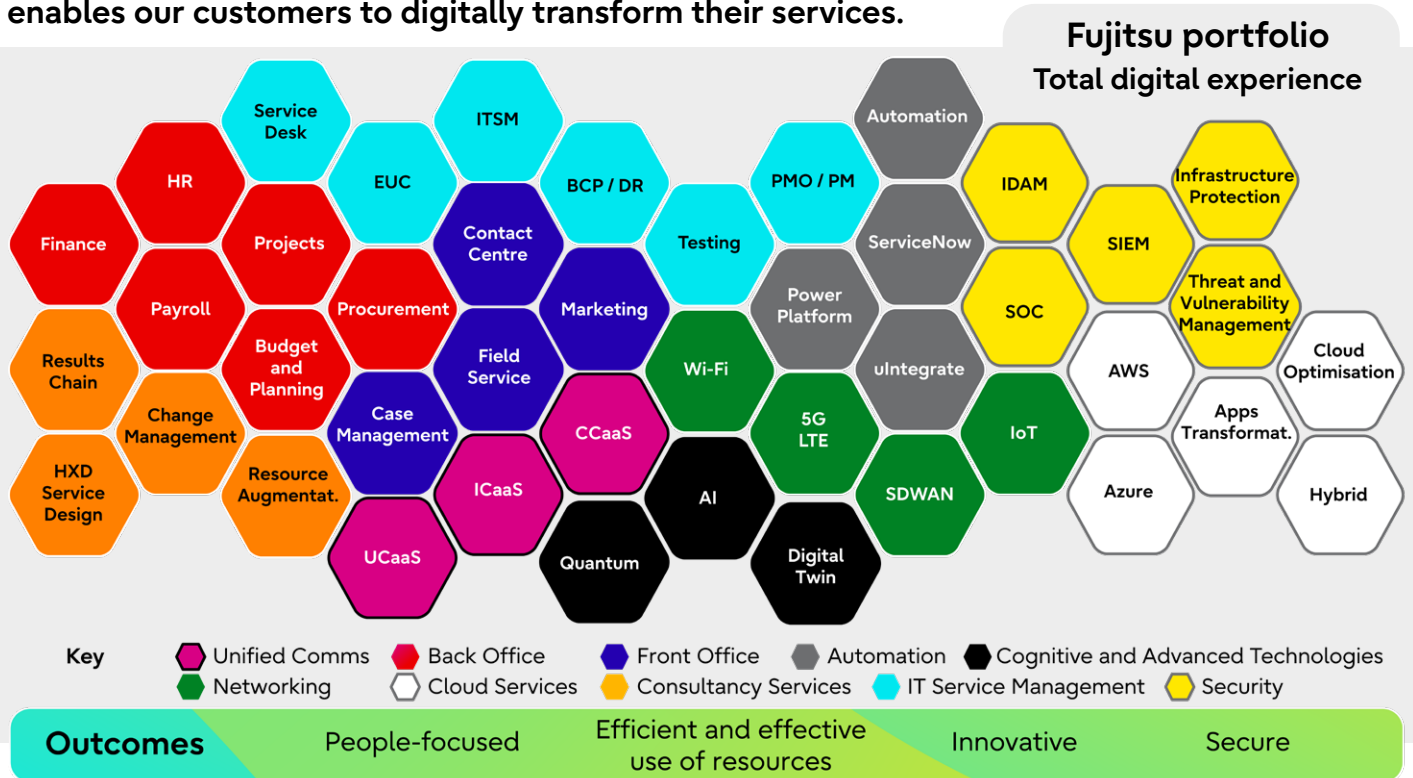 enables our customers to digitally transform their services.
Fujitsu portfolio
Total digital experience
Service
Desk
ITSM
Automation
HR
EUC
BCP / DR
PMO / PM
IDAM
Infrastructure
Protection
Finance
Projects
Contact
Centre
Testing
ServiceNow
SIEM
Payroll
Procurement
Marketing
Power
Platform
SOC
Threat and
Vulnerability
Management
Results
Chain
Budget
and
Planning
Field
Service
Wi-Fi
uIntegrate
AWS
Cloud
Optimisation
Change
Management
Case
Management
CCaaS
5G
LTE
IoT
Apps
Transformat.
HXD
Service
Design
Resource
Augmentat.
ICaaS
AI
SDWAN
Azure
Hybrid
UCaaS
Quantum
Digital
Twin
Key
Unified Comms
Back Office
Front Office
Automation
Cognitive and Advanced Technologies
Networking
Cloud Services
Consultancy Services
IT Service Management
Security
Outcomes
People-focused
Efficient and effective
use of resources
Innovative
Secure